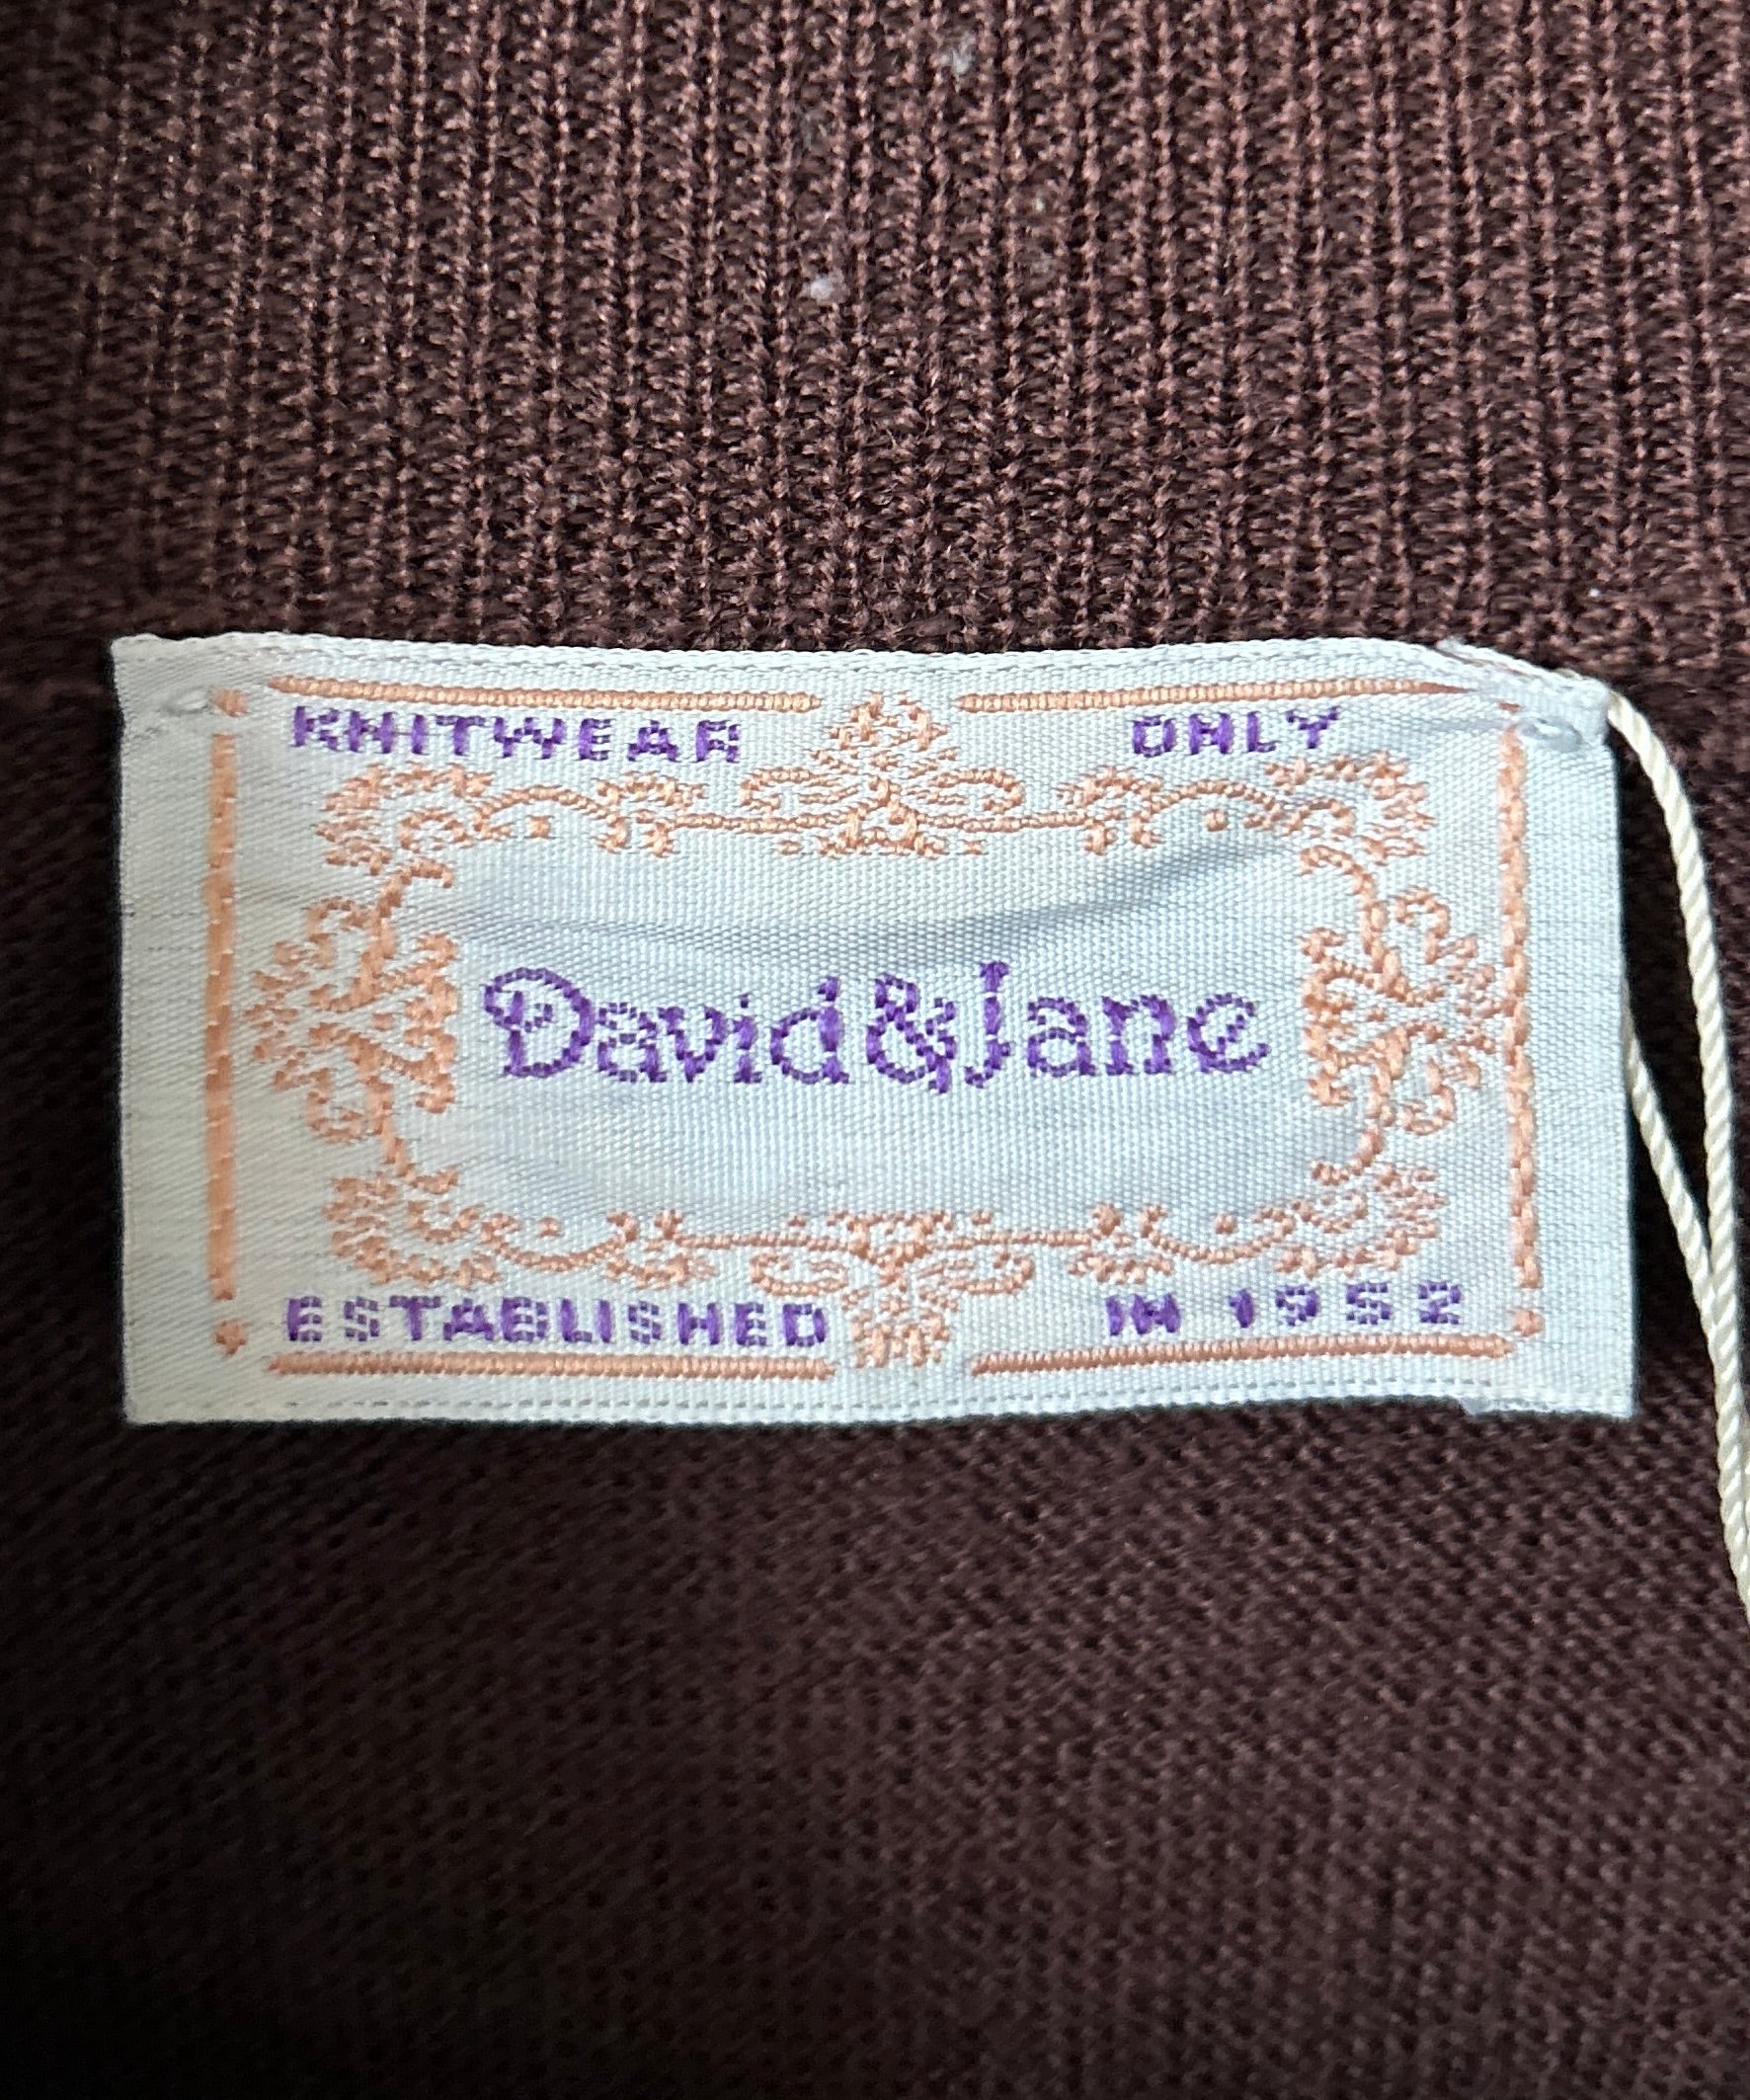 KNITWEAR ONLY
David & Jane
ESTABLISHED IN 1952